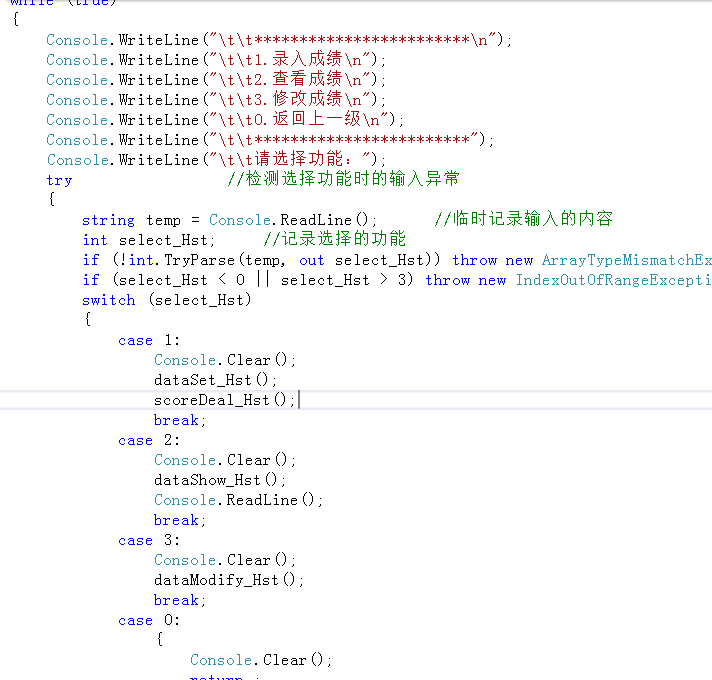 while (true)
{
Console.WriteLine("\t\t************************\n");
Console.WriteLine("\t\t1.录入成绩\n");
Console.WriteLine("\t\t2.查看成绩\n");
Console.WriteLine("\t\t3.修改成绩\n");
Console.WriteLine("\t\t0.返回上一级\n");
Console.WriteLine("\t\t************************");
Console.WriteLine("\t\t请选择功能：");
try //检测选择功能时的输入异常
{
string temp = Console.ReadLine(); //临时记录输入的内容
int select_Hst; //记录选择的功能
if (!int.TryParse(temp, out select_Hst)) throw new ArrayTypeMismatchEx
if (select_Hst < 0 || select_Hst > 3) throw new IndexOutOfRangeExcepti
switch (select_Hst)
{
case 1:
Console.Clear();
dataSet_Hst();
scoreDeal_Hst();
break;
case 2:
Console.Clear();
dataShow_Hst();
Console.ReadLine();
break;
case 3:
Console.Clear();
dataModify_Hst();
break;
case 0:
{
Console.Clear();
return ;